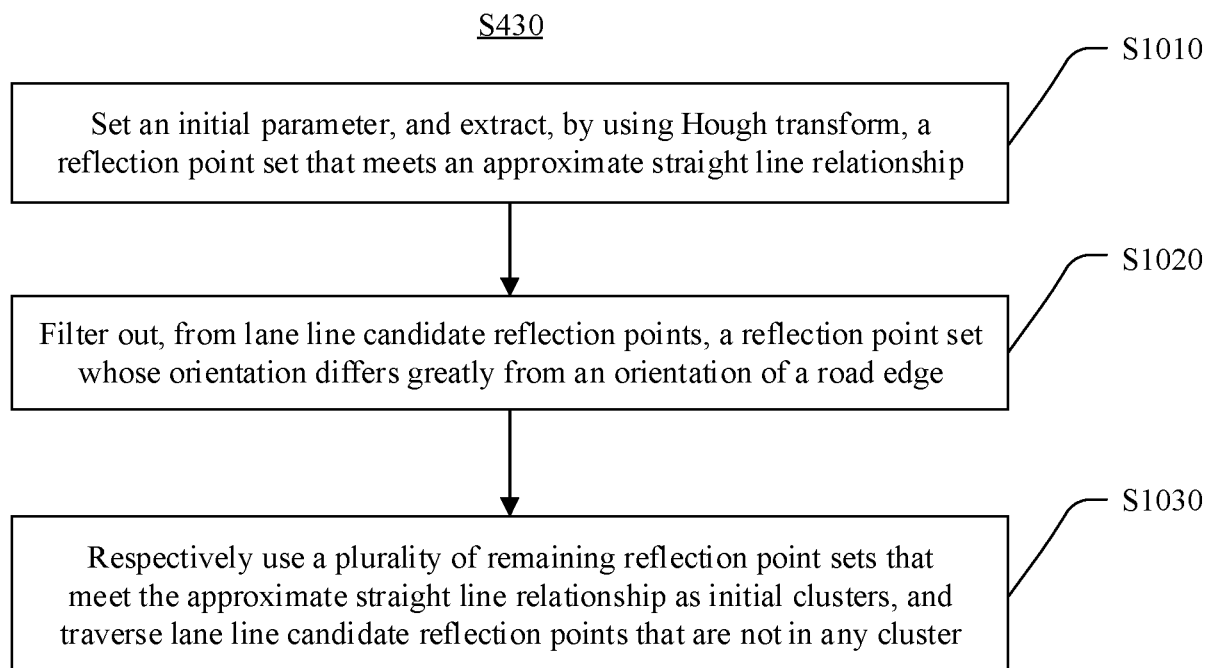 S430
S1010
Set an initial parameter, and extract, by using Hough transform, a
reflection point set that meets an approximate straight line relationship
S1020
Filter out, from lane line candidate reflection points, a reflection point set
whose orientation differs greatly from an orientation of a road edge
S1030
Respectively use a plurality of remaining reflection point sets that
meet the approximate straight line relationship as initial clusters, and
traverse lane line candidate reflection points that are not in any cluster